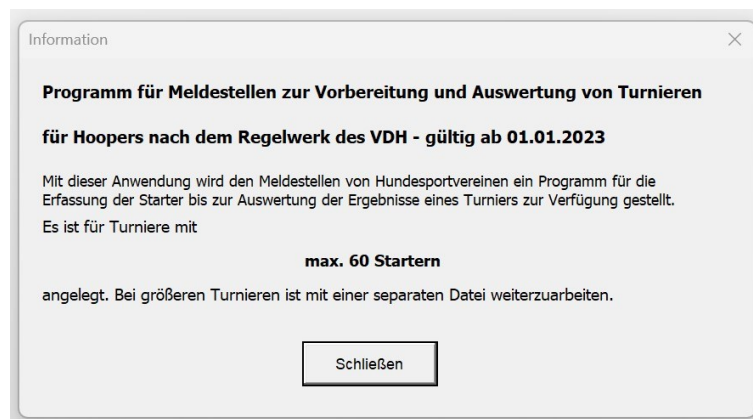 Information
Programm für Meldestellen zur Vorbereitung und Auswertung von Turnieren
für Hoopers nach dem Regelwerk des VDH - gültig ab 01.01.2023
Mit dieser Anwendung wird den Meldestellen von Hundesportvereinen ein Programm für die
Erfassung der Starter bis zur Auswertung der Ergebnisse eines Turniers zur Verfügung gestellt.
Es ist für Turniere mit
max. 60 Startern
angelegt. Bei größeren Turnieren ist mit einer separaten Datei weiterzuarbeiten.
Schließen